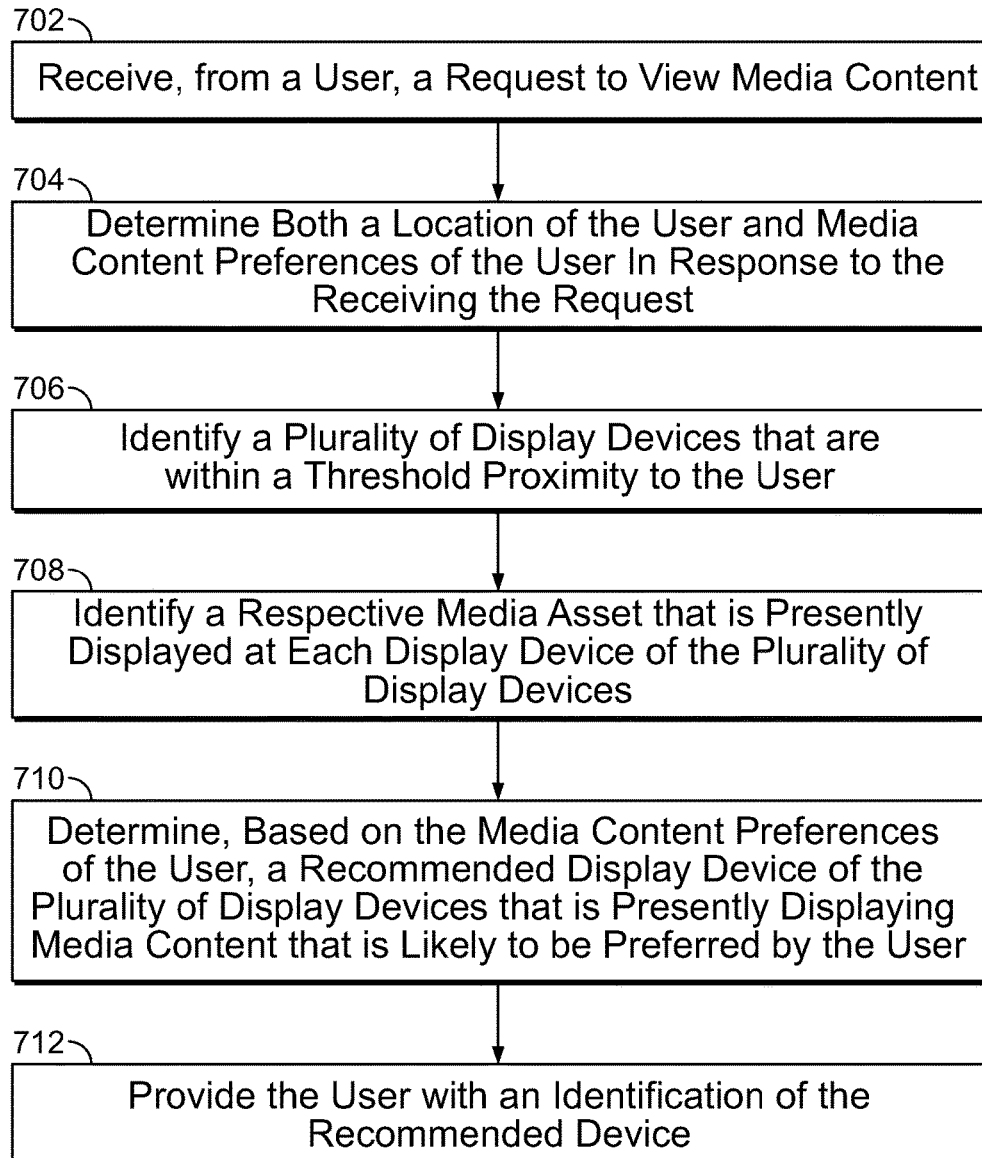 702
Receive, from a User, a Request to View Media Content
704
Determine Both a Location of the User and Media
Content Preferences of the User In Response to the
Receiving the Request
706
Identify a Plurality of Display Devices that are
within a Threshold Proximity to the User
708
Identify a Respective Media Asset that is Presently
Displayed at Each Display Device of the Plurality of
Display Devices
710
Determine, Based on the Media Content Preferences
of the User, a Recommended Display Device of the
Plurality of Display Devices that is Presently Displaying
Media Content that is Likely to be Preferred by the User
712
Provide the User with an Identification of the
Recommended Device